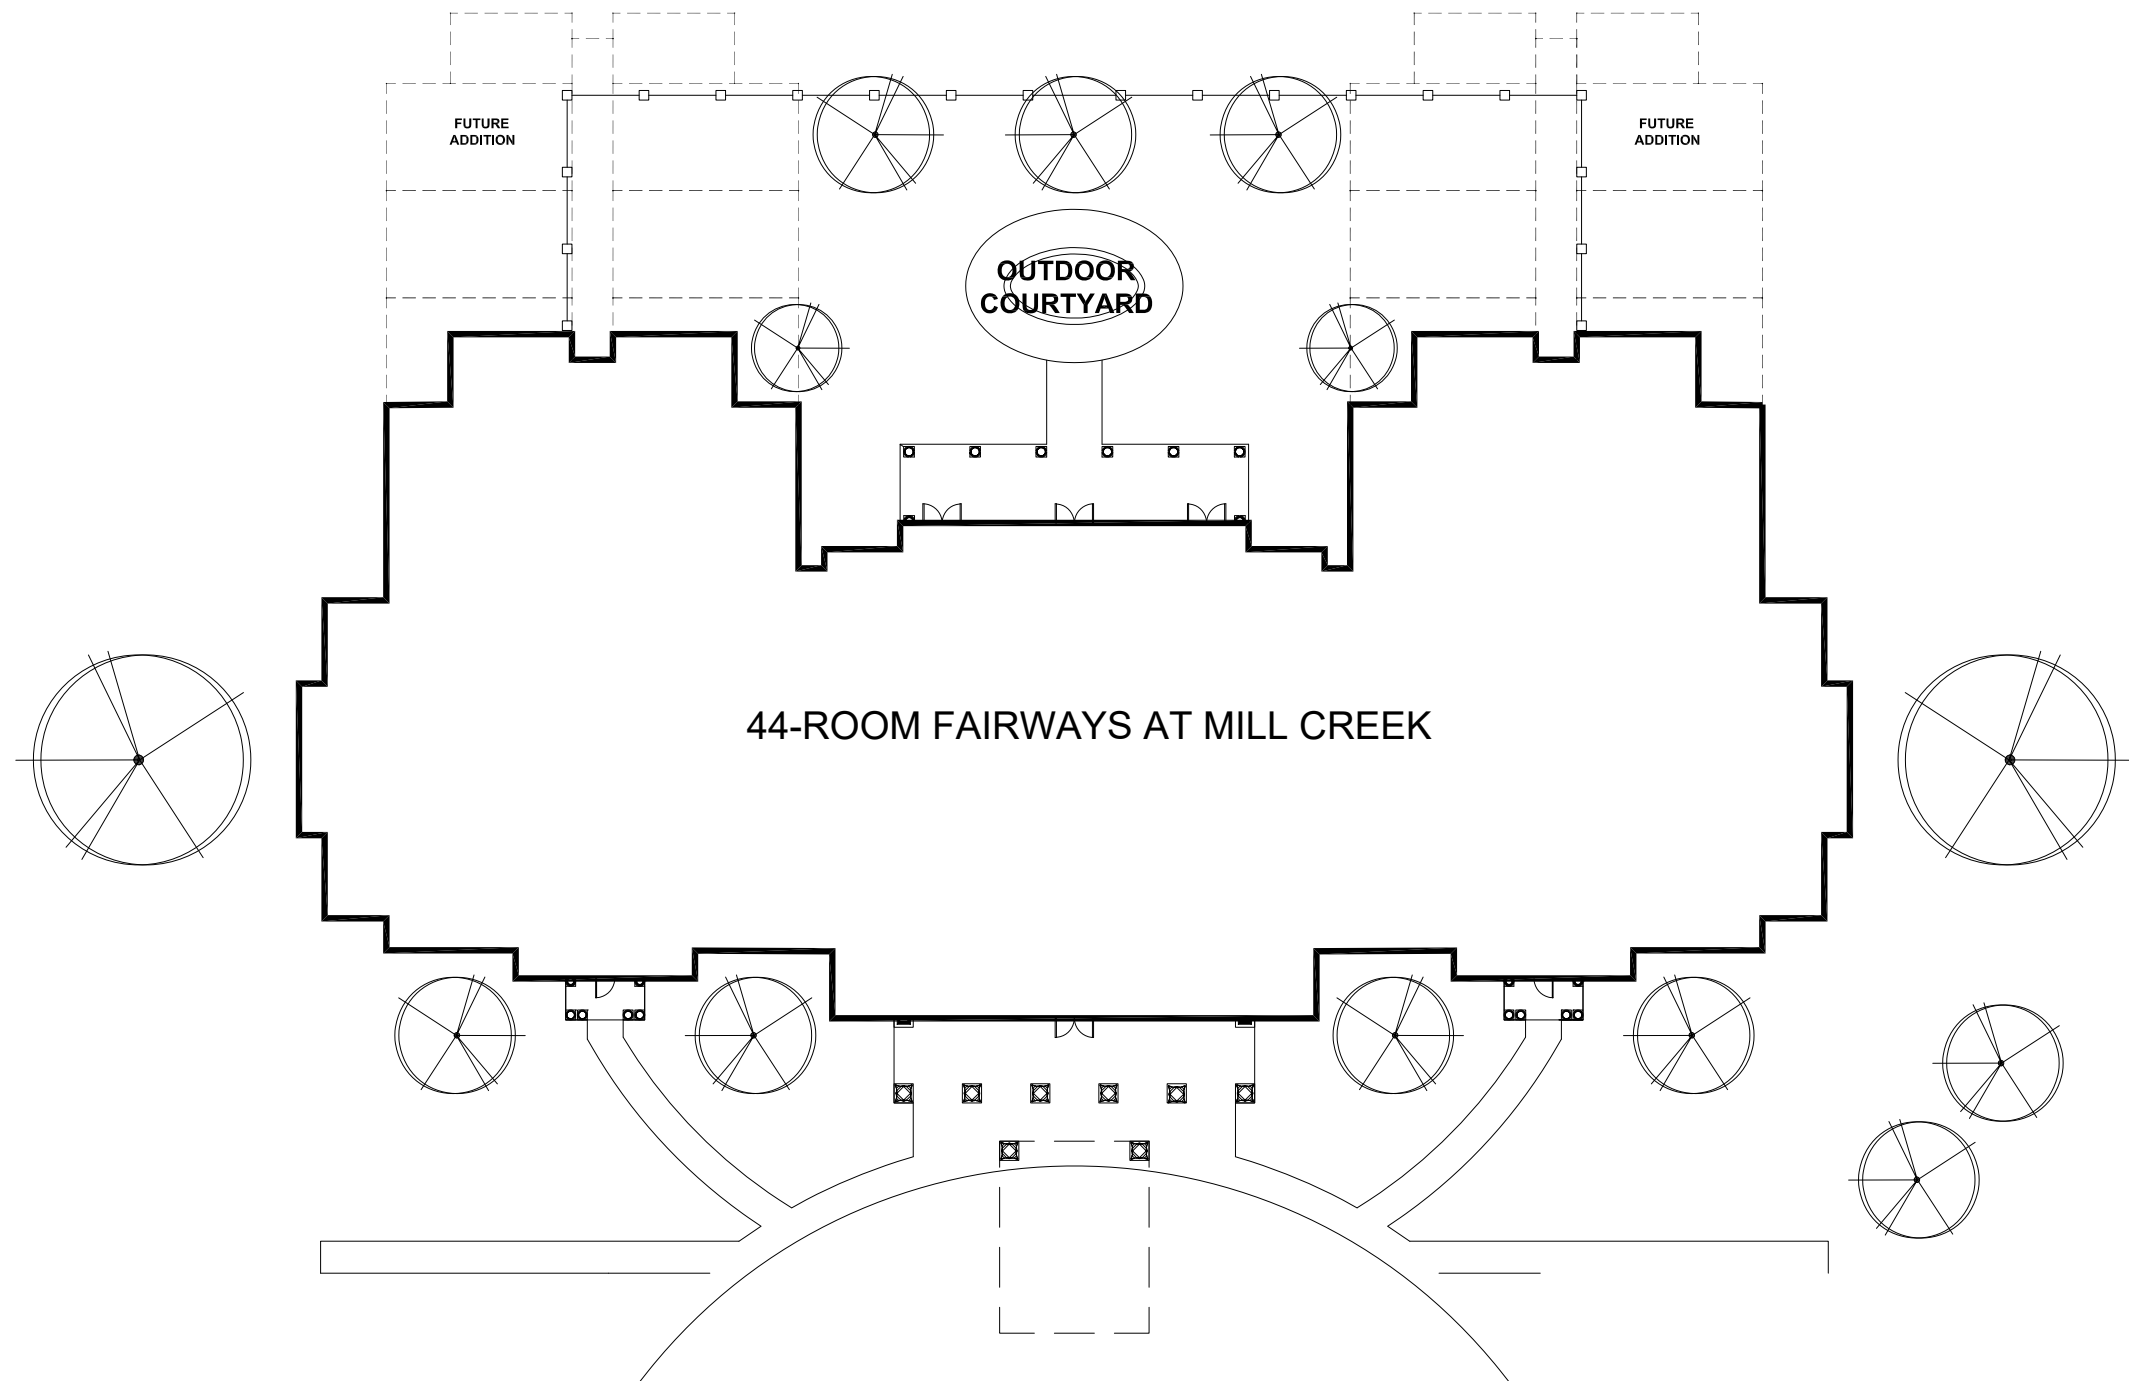 FUTURE
ADDITION
FUTURE
ADDITION
OUTDOOR
COURTYARD
44-ROOM FAIRWAYS AT MILL CREEK